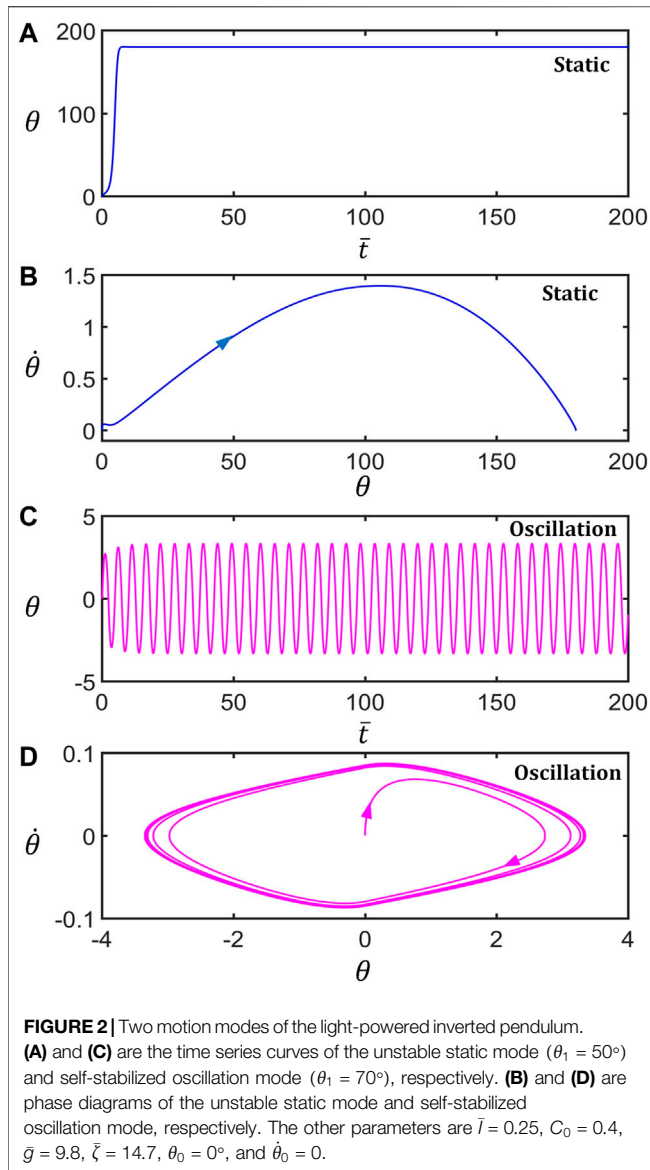 A
200
100
0
θ
Static
0 50 100 150 200
t̄
B
1.5
1
0.5
0
θ̇
Static
0 50 100 150 200
θ
C
5
0
-5
θ
Oscillation
0 50 100 150 200
t̄
D
0.1
0
-0.1
θ̇
Oscillation
-4 -2 0 2 4
θ
FIGURE 2 | Two motion modes of the light-powered inverted pendulum.
(A) and (C) are the time series curves of the unstable static mode (θ₁ = 50°)
and self-stabilized oscillation mode (θ₁ = 70°), respectively. (B) and (D) are
phase diagrams of the unstable static mode and self-stabilized
oscillation mode, respectively. The other parameters are l̄ = 0.25, C₀ = 0.4,
ḡ = 9.8, ζ̄ = 14.7, θ₀ = 0°, and θ̇₀ = 0.